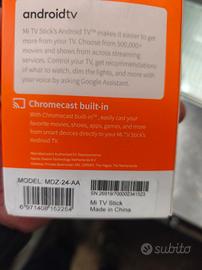 androidtv
Mi TV Stick's Android TV™ makes it easier to
get more from your TV. Choose from 500,000+
movies and shows from across streaming
services. Control your TV, get recommendations
of what to watch, dim the lights, and more with
your voice by asking Google.
Chromecast built-in
With Chromecast built-in™, easily cast your
favorite movies, shows, apps, games, and more
from smart devices directly to your Mi TV Stick's
Android TV.
MODEL: MDZ-24-AA
Mi TV Stick
Made in China
subito